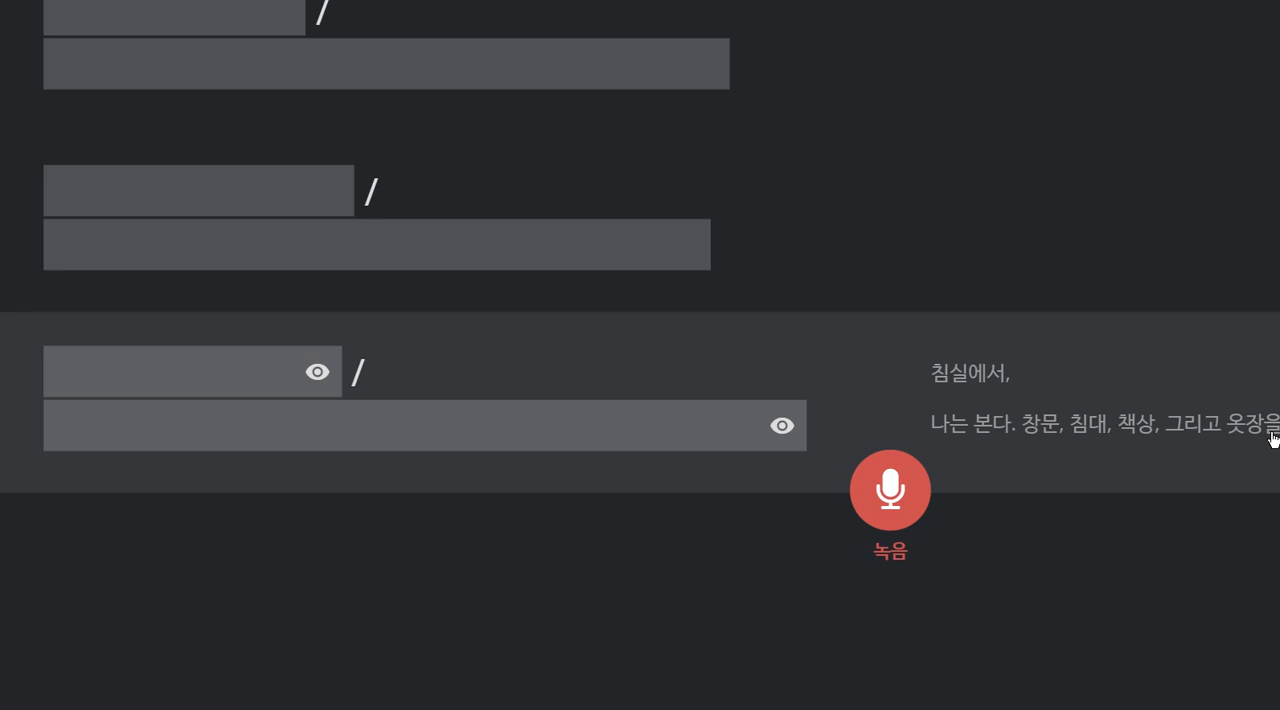 /
/
/
침실에서,
나는 본다. 창문, 침대, 책상, 그리고 옷장을
녹음